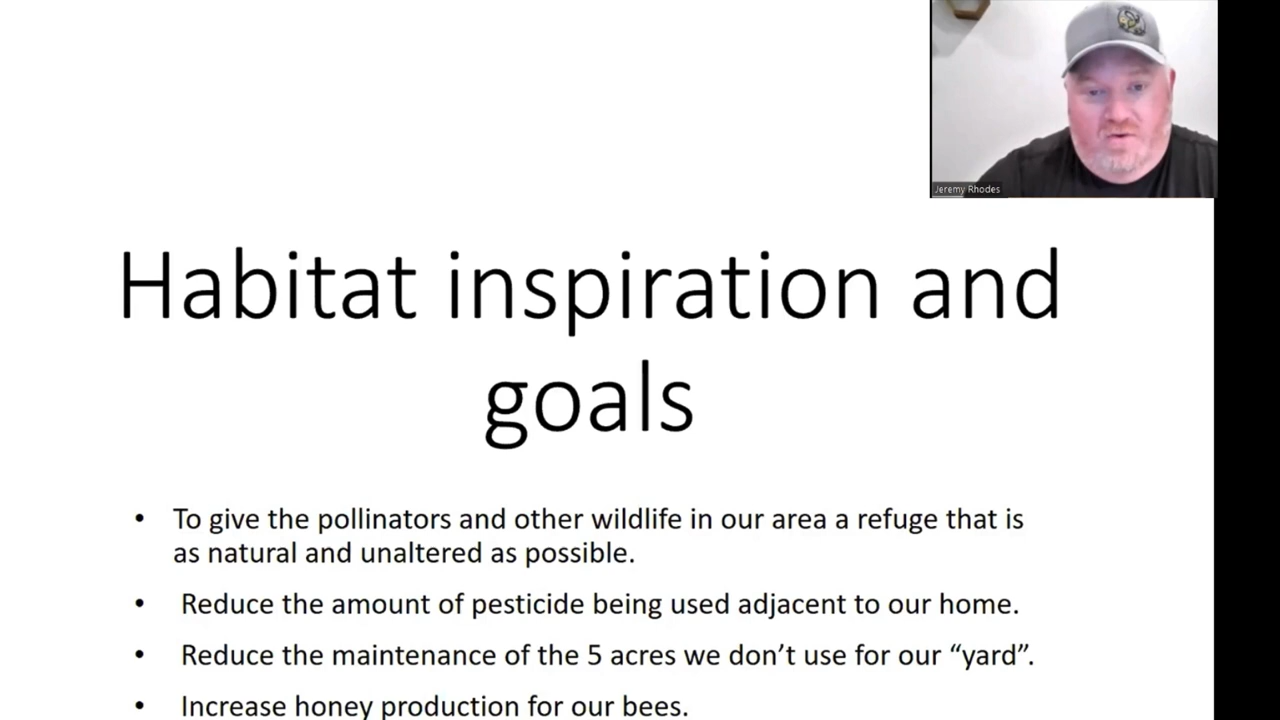 Jeremy Rhodes
Habitat inspiration and
goals
• To give the pollinators and other wildlife in our area a refuge that is
as natural and unaltered as possible.
• Reduce the amount of pesticide being used adjacent to our home.
• Reduce the maintenance of the 5 acres we don’t use for our “yard”.
• Increase honey production for our bees.